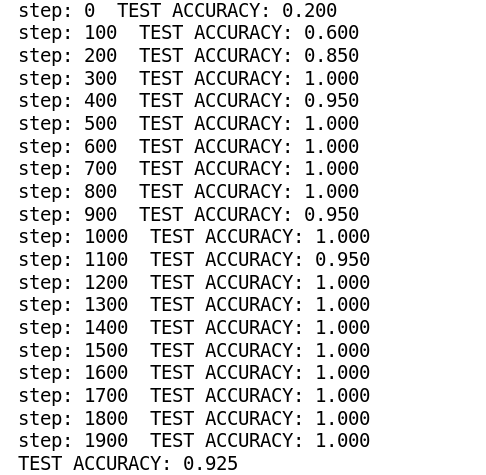 step: 0  TEST ACCURACY: 0.200
step: 100  TEST ACCURACY: 0.600
step: 200  TEST ACCURACY: 0.850
step: 300  TEST ACCURACY: 1.000
step: 400  TEST ACCURACY: 0.950
step: 500  TEST ACCURACY: 1.000
step: 600  TEST ACCURACY: 1.000
step: 700  TEST ACCURACY: 1.000
step: 800  TEST ACCURACY: 1.000
step: 900  TEST ACCURACY: 0.950
step: 1000  TEST ACCURACY: 1.000
step: 1100  TEST ACCURACY: 0.950
step: 1200  TEST ACCURACY: 1.000
step: 1300  TEST ACCURACY: 1.000
step: 1400  TEST ACCURACY: 1.000
step: 1500  TEST ACCURACY: 1.000
step: 1600  TEST ACCURACY: 1.000
step: 1700  TEST ACCURACY: 1.000
step: 1800  TEST ACCURACY: 1.000
step: 1900  TEST ACCURACY: 1.000
TEST ACCURACY: 0.925